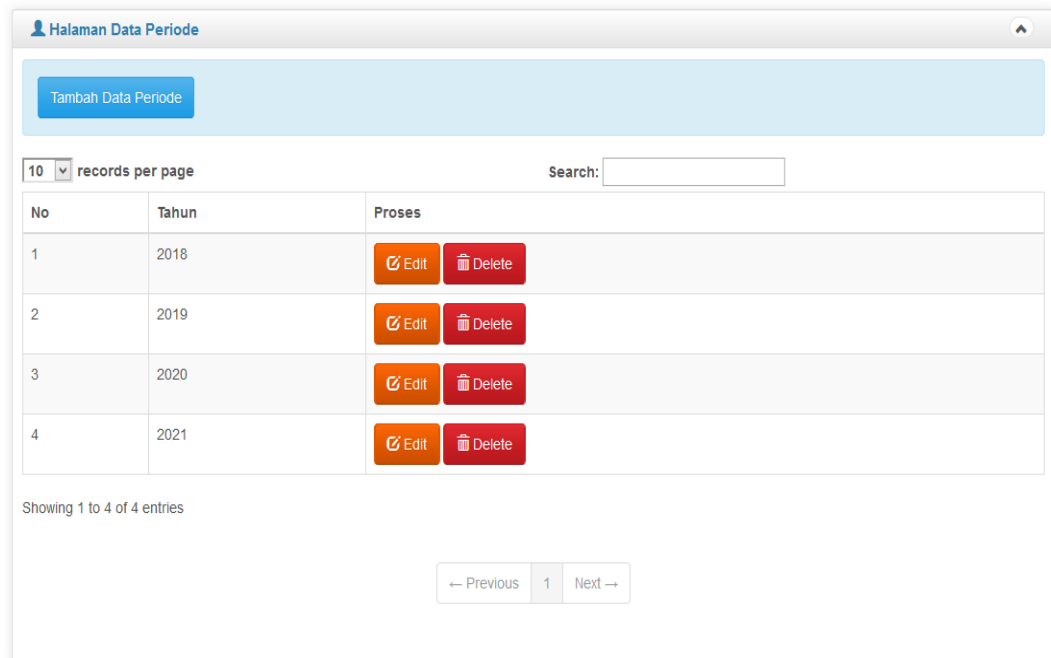 Halaman Data Periode
Tambah Data Periode
10 records per page Search:
No Tahun Proses
1 2018 Edit Delete
2 2019 Edit Delete
3 2020 Edit Delete
4 2021 Edit Delete
Showing 1 to 4 of 4 entries
← Previous 1 Next →